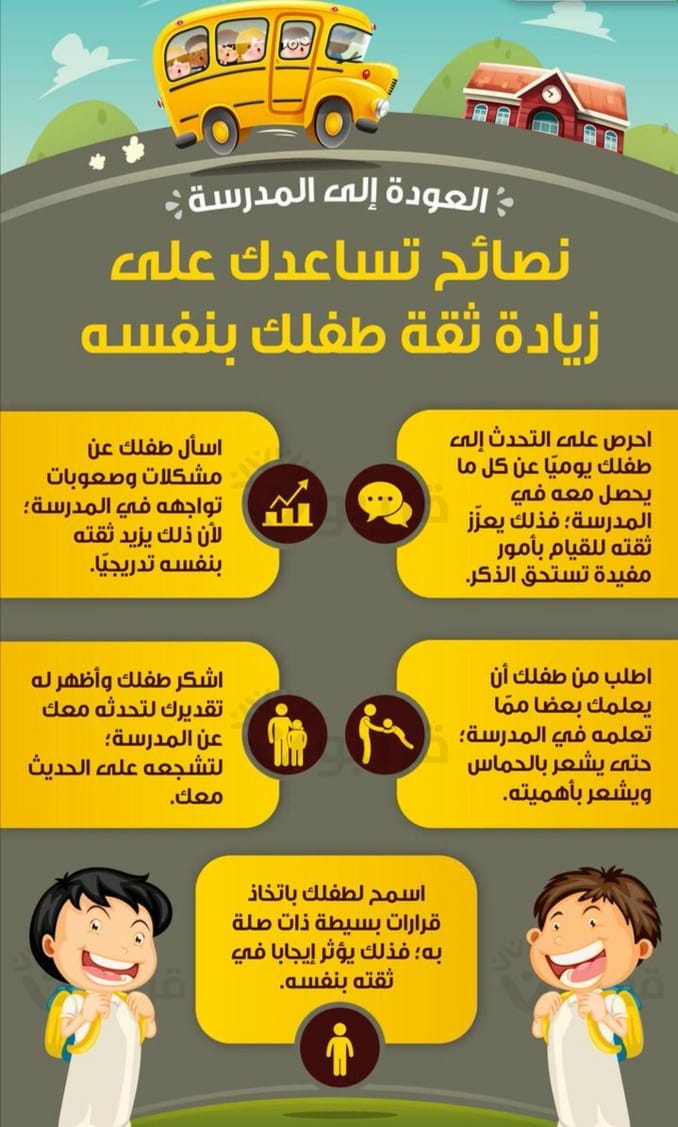 العودة إلى المدرسة
نصائح تساعدك على
زيادة ثقة طفلك بنفسه
احرص على التحدث إلى
طفلك يوميًا عن كل ما
يحصل معه في
المدرسة؛ فذلك يعزّز
ثقته للقيام بأمور
مفيدة تستحق الذكر.
اسأل طفلك عن
مشكلات وصعوبات
تواجهه في المدرسة؛
لأن ذلك يزيد ثقته
بنفسه تدريجيًا.
اطلب من طفلك أن
يعلمك بعضا ممّا
تعلمه في المدرسة؛
حتى يشعر بالحماس
ويشعر بأهميته.
اشكر طفلك وأظهر له
تقديرك لتحدثه معك
عن المدرسة؛
لتشجعه على الحديث
معك.
اسمح لطفلك باتخاذ
قرارات بسيطة ذات صلة
به؛ فذلك يؤثر إيجابا في
ثقته بنفسه.